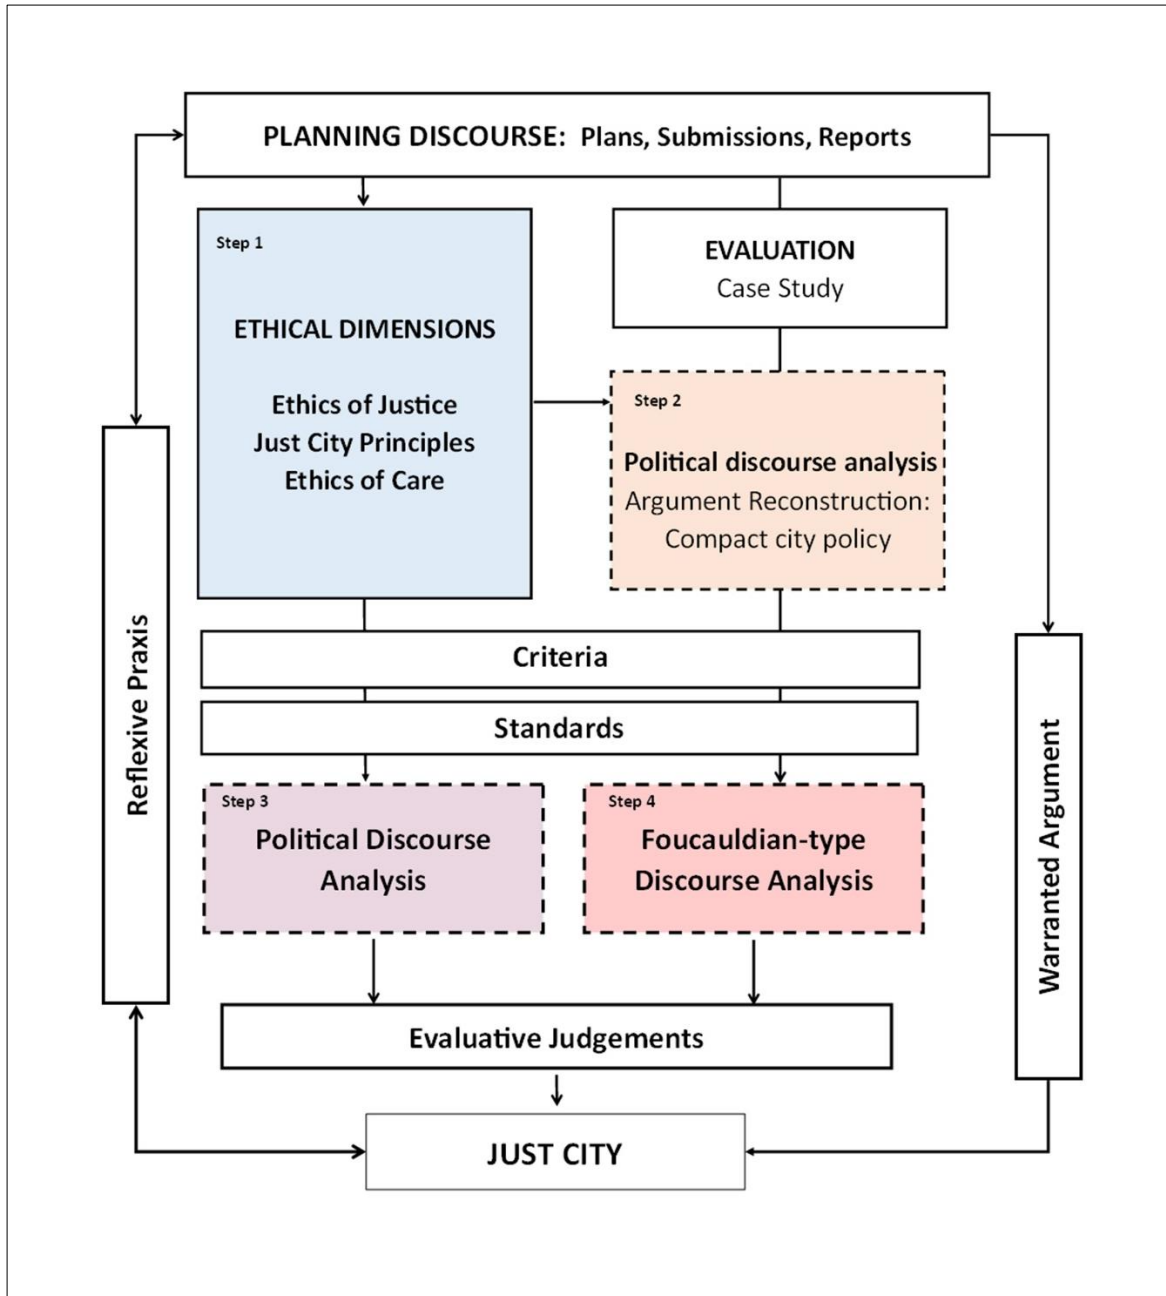 PLANNING DISCOURSE: Plans, Submissions, Reports
Step 1
ETHICAL DIMENSIONS
Ethics of Justice
Just City Principles
Ethics of Care
EVALUATION
Case Study
Step 2
Political discourse analysis
Argument Reconstruction:
Compact city policy
Criteria
Standards
Step 3
Political Discourse
Analysis
Step 4
Foucauldian-type
Discourse Analysis
Evaluative Judgements
JUST CITY
Reflexive Praxis
Warranted Argument